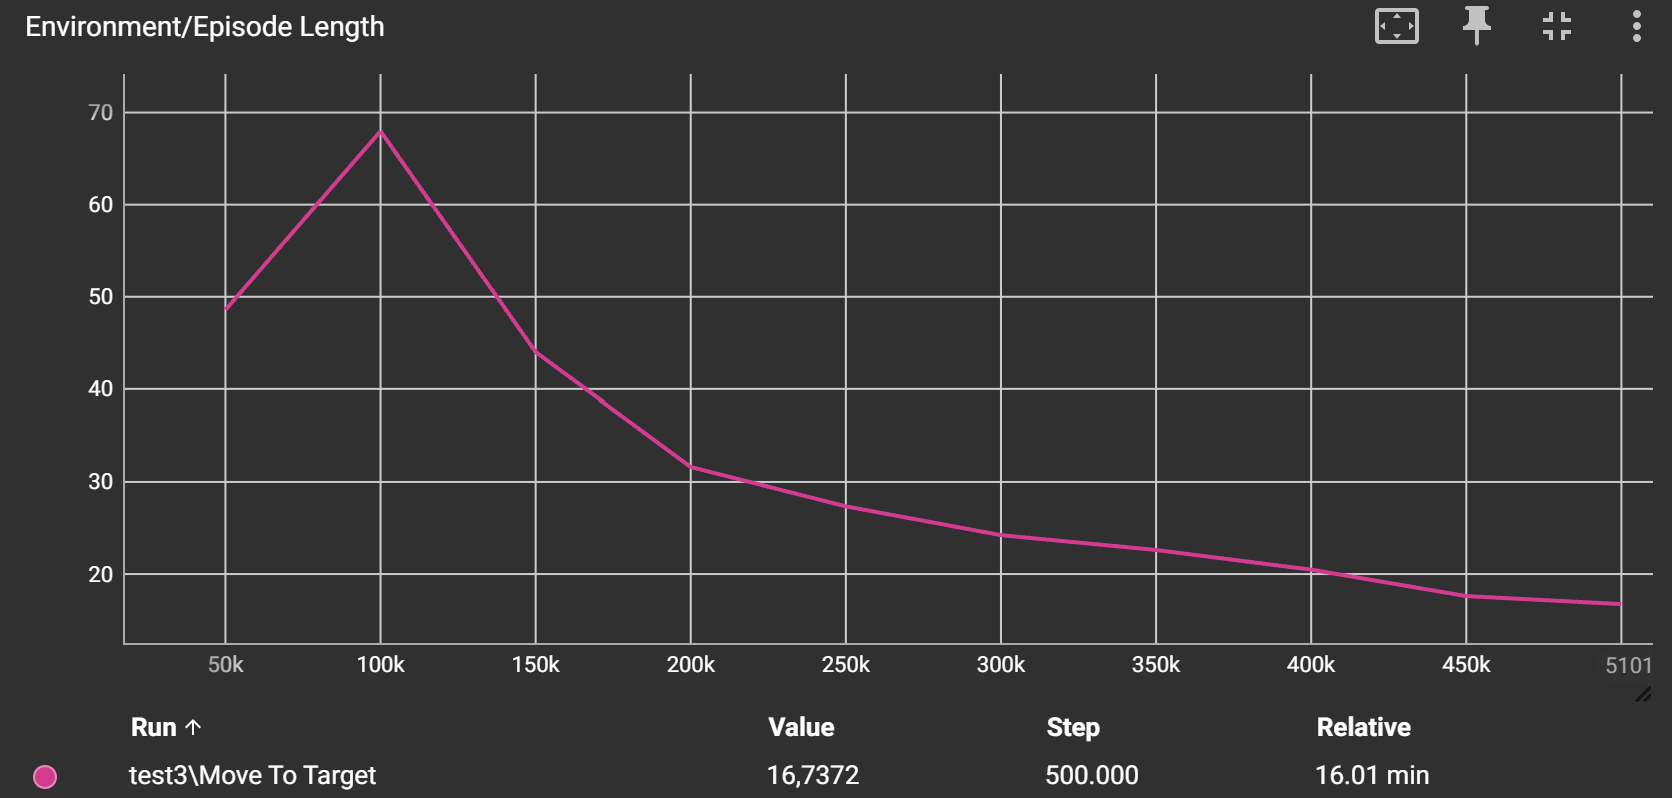 Environment/Episode Length
70
60
50
40
30
20
50k 100k 150k 200k 250k 300k 350k 400k 450k 5101
Run ↑ Value Step Relative
test3\Move To Target 16,7372 500.000 16.01 min